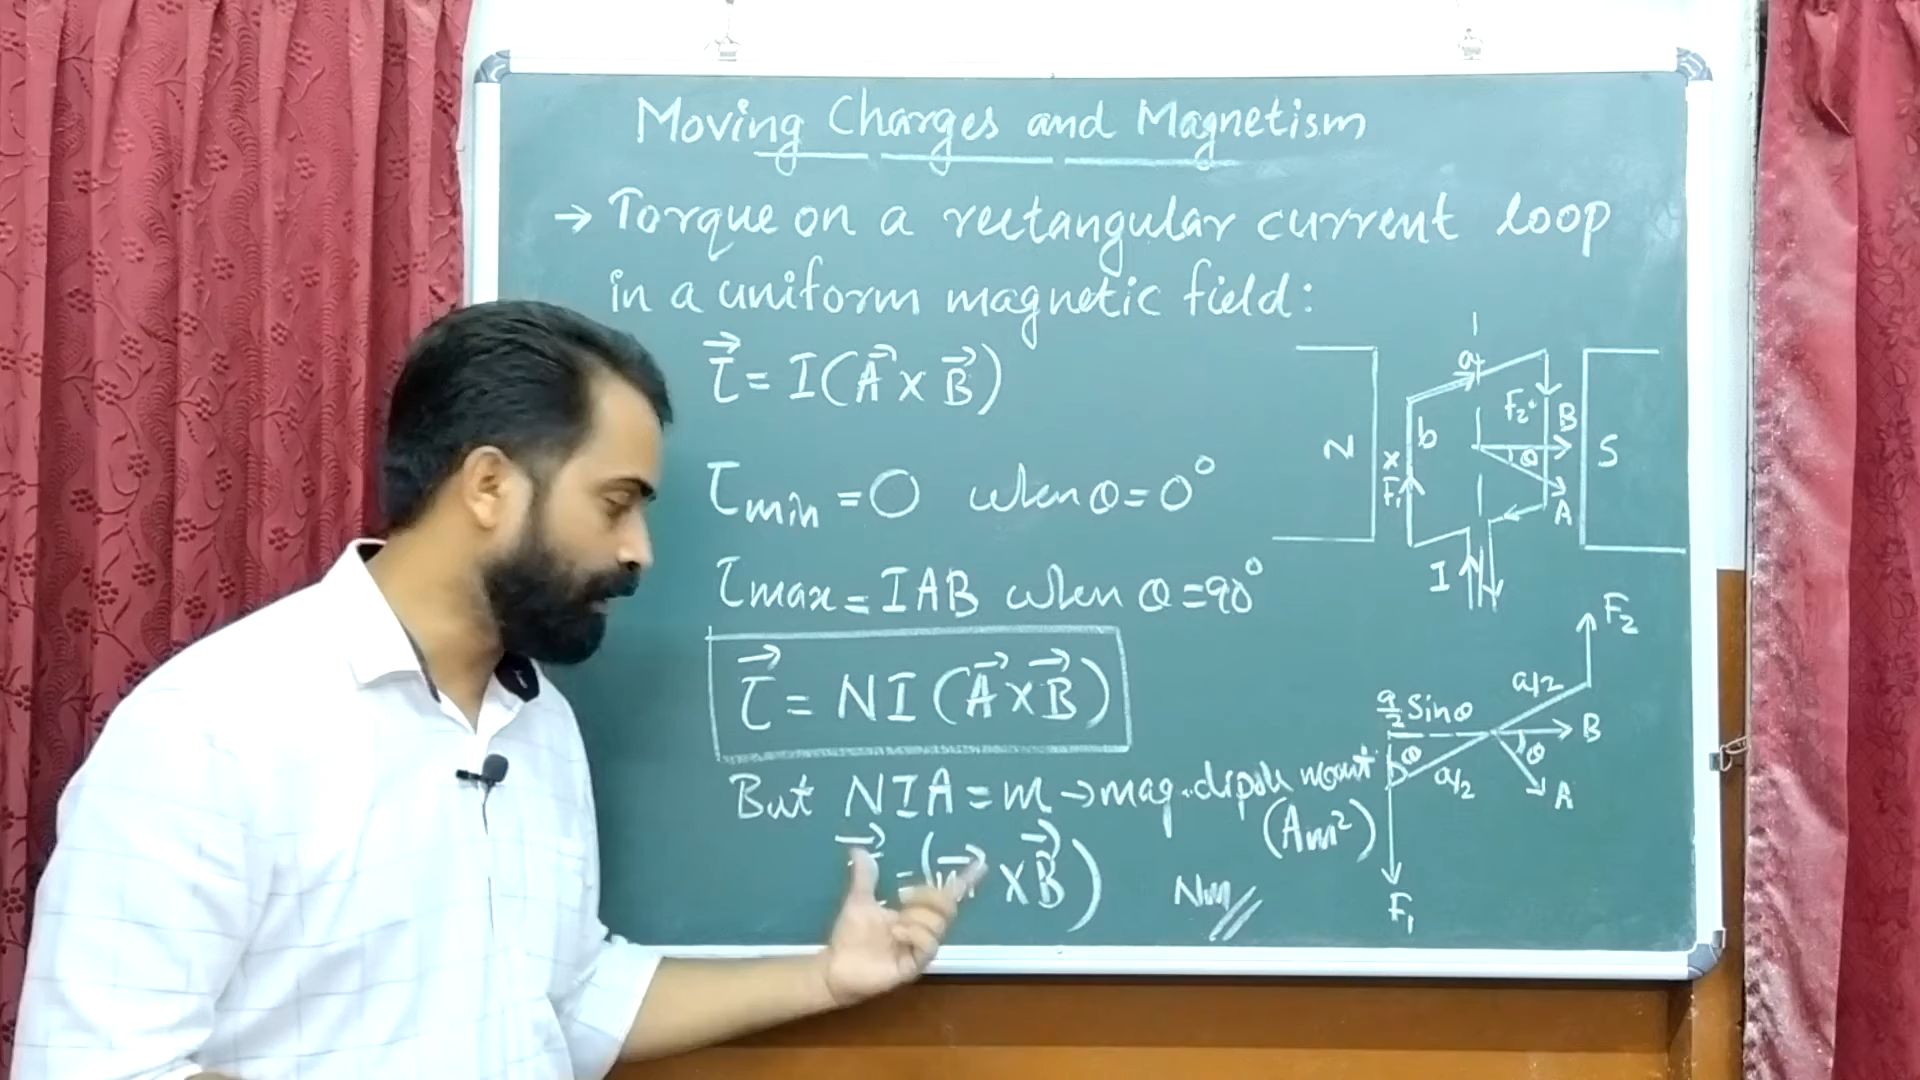 Moving Charges and Magnetism
→ Torque on a rectangular current loop
in a uniform magnetic field:
τ⃗ = I(A⃗ × B⃗)
τmin = 0 when θ = 0°
τmax = IAB when θ = 90°
τ⃗ = NI(A⃗ × B⃗)
But NIA = m → mag. dipole
(Am²)
= (m⃗ × B⃗)
Nm
N
a
b
x
F₁
F₂
B
θ
A
S
I
F₂
a/2
a/2 Sinθ
B
θ
θ
a/2
A
F₁